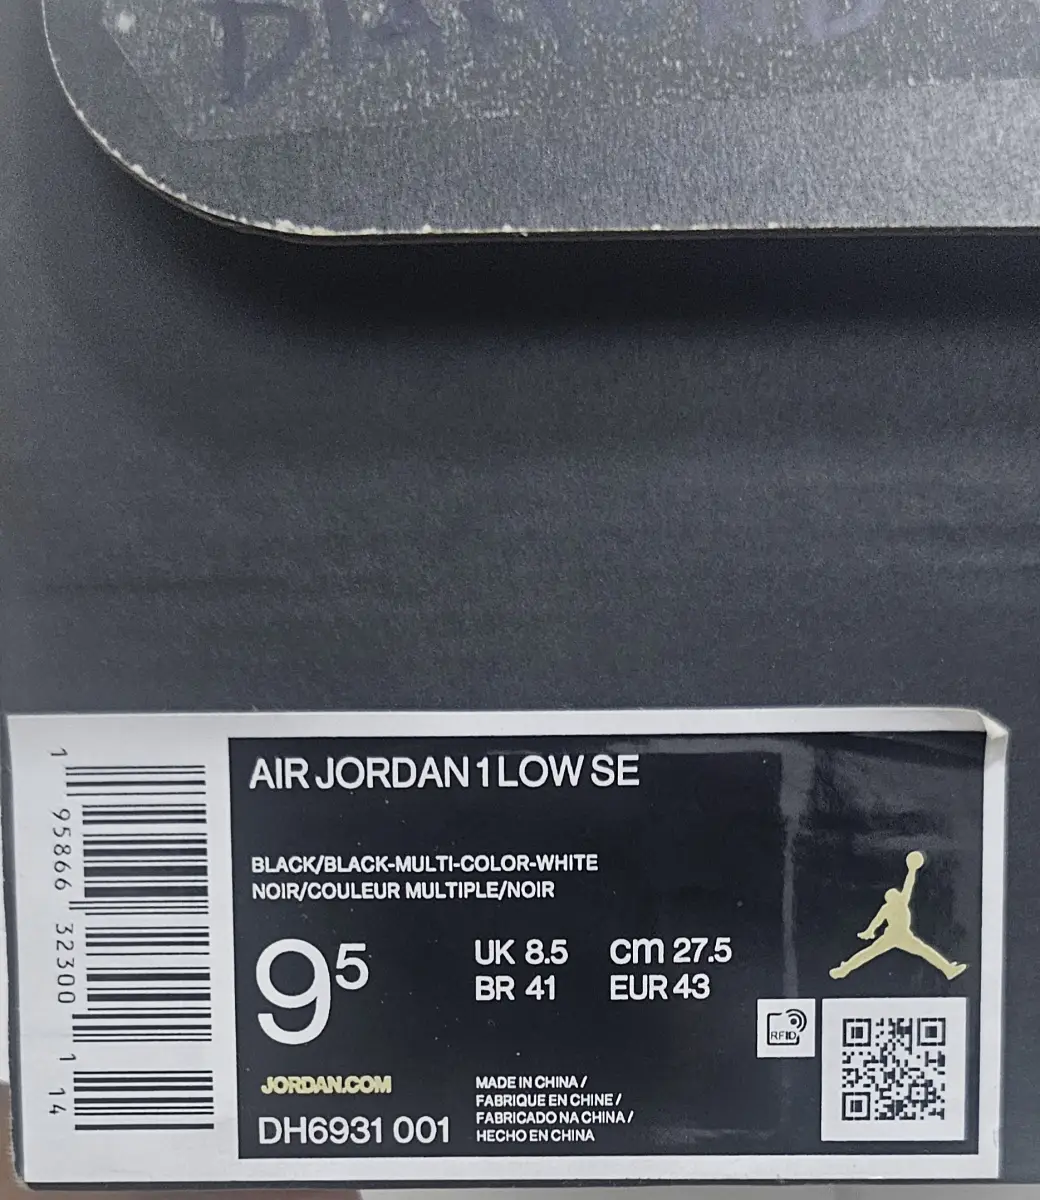 AIR JORDAN 1 LOW SE
BLACK/BLACK-MULTI-COLOR-WHITE
NOIR/COULEUR MULTIPLE/NOIR
9⁵
UK 8.5 cm 27.5
BR 41 EUR 43
RFID
JORDAN.COM
DH6931 001
MADE IN CHINA /
FABRIQUE EN CHINE /
FABRICADO NA CHINA /
HECHO EN CHINA
1 95866 32300 1 14